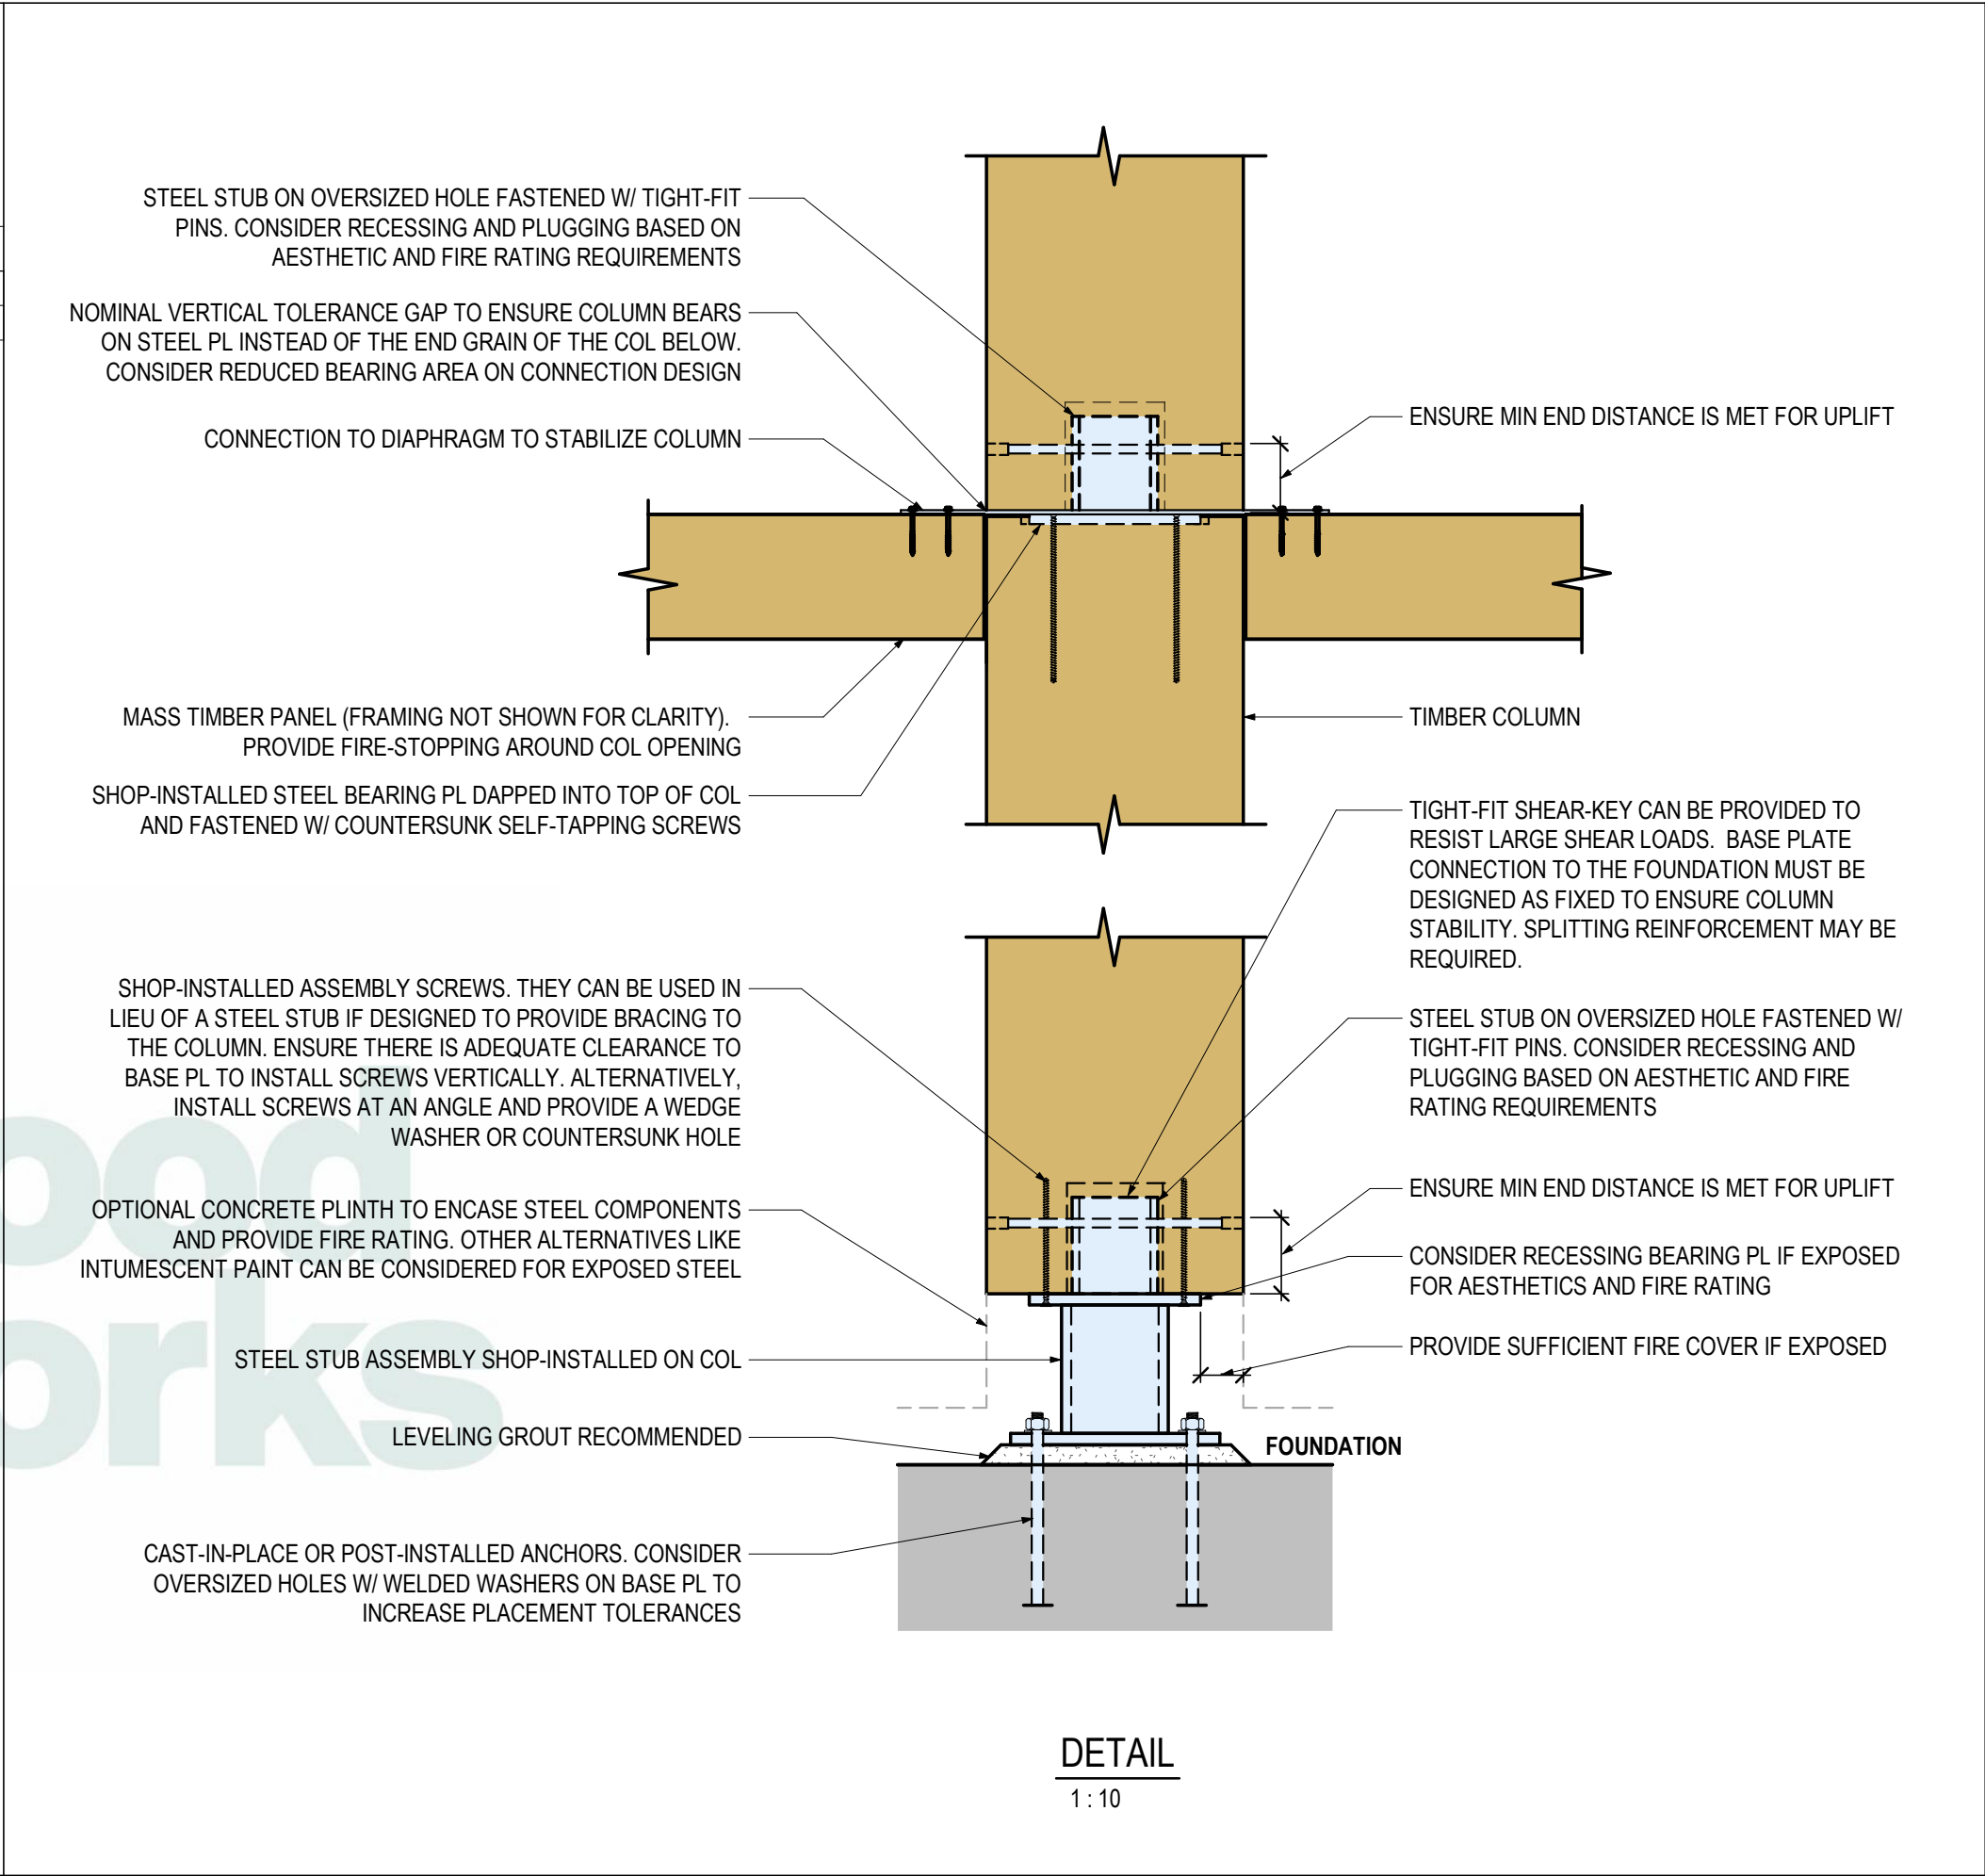 STEEL STUB ON OVERSIZED HOLE FASTENED W/ TIGHT-FIT
PINS. CONSIDER RECESSING AND PLUGGING BASED ON
AESTHETIC AND FIRE RATING REQUIREMENTS
NOMINAL VERTICAL TOLERANCE GAP TO ENSURE COLUMN BEARS
ON STEEL PL INSTEAD OF THE END GRAIN OF THE COL BELOW.
CONSIDER REDUCED BEARING AREA ON CONNECTION DESIGN
CONNECTION TO DIAPHRAGM TO STABILIZE COLUMN
MASS TIMBER PANEL (FRAMING NOT SHOWN FOR CLARITY).
PROVIDE FIRE-STOPPING AROUND COL OPENING
SHOP-INSTALLED STEEL BEARING PL DAPPED INTO TOP OF COL
AND FASTENED W/ COUNTERSUNK SELF-TAPPING SCREWS
SHOP-INSTALLED ASSEMBLY SCREWS. THEY CAN BE USED IN
LIEU OF A STEEL STUB IF DESIGNED TO PROVIDE BRACING TO
THE COLUMN. ENSURE THERE IS ADEQUATE CLEARANCE TO
BASE PL TO INSTALL SCREWS VERTICALLY. ALTERNATIVELY,
INSTALL SCREWS AT AN ANGLE AND PROVIDE A WEDGE
WASHER OR COUNTERSUNK HOLE
OPTIONAL CONCRETE PLINTH TO ENCASE STEEL COMPONENTS
AND PROVIDE FIRE RATING. OTHER ALTERNATIVES LIKE
INTUMESCENT PAINT CAN BE CONSIDERED FOR EXPOSED STEEL
STEEL STUB ASSEMBLY SHOP-INSTALLED ON COL
LEVELING GROUT RECOMMENDED
CAST-IN-PLACE OR POST-INSTALLED ANCHORS. CONSIDER
OVERSIZED HOLES W/ WELDED WASHERS ON BASE PL TO
INCREASE PLACEMENT TOLERANCES
ENSURE MIN END DISTANCE IS MET FOR UPLIFT
TIMBER COLUMN
TIGHT-FIT SHEAR-KEY CAN BE PROVIDED TO
RESIST LARGE SHEAR LOADS. BASE PLATE
CONNECTION TO THE FOUNDATION MUST BE
DESIGNED AS FIXED TO ENSURE COLUMN
STABILITY. SPLITTING REINFORCEMENT MAY BE
REQUIRED.
STEEL STUB ON OVERSIZED HOLE FASTENED W/
TIGHT-FIT PINS. CONSIDER RECESSING AND
PLUGGING BASED ON AESTHETIC AND FIRE
RATING REQUIREMENTS
ENSURE MIN END DISTANCE IS MET FOR UPLIFT
CONSIDER RECESSING BEARING PL IF EXPOSED
FOR AESTHETICS AND FIRE RATING
PROVIDE SUFFICIENT FIRE COVER IF EXPOSED
FOUNDATION
ood
orks
DETAIL
1 : 10